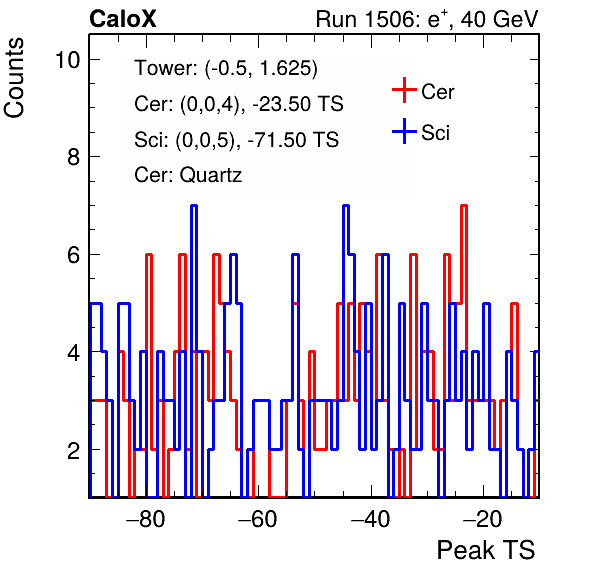 CaloX Run 1506: e⁺, 40 GeV
Counts
10
8
6
4
2
Tower: (-0.5, 1.625)
Cer: (0,0,4), -23.50 TS
Sci: (0,0,5), -71.50 TS
Cer: Quartz
Cer
Sci
−80 −60 −40 −20
Peak TS